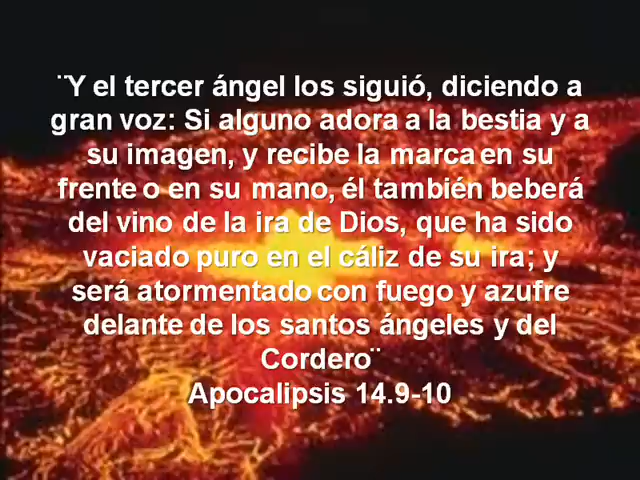 ¨Y el tercer ángel los siguió, diciendo a
gran voz: Si alguno adora a la bestia y a
su imagen, y recibe la marca en su
frente o en su mano, él también beberá
del vino de la ira de Dios, que ha sido
vaciado puro en el cáliz de su ira; y
será atormentado con fuego y azufre
delante de los santos ángeles y del
Cordero¨
Apocalipsis 14.9-10